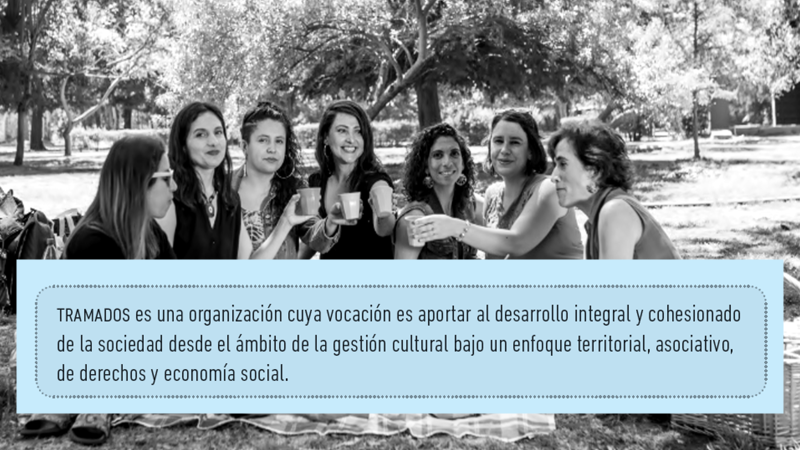 TRAMADOS es una organización cuya vocación es aportar al desarrollo integral y cohesionado
de la sociedad desde el ámbito de la gestión cultural bajo un enfoque territorial, asociativo,
de derechos y economía social.